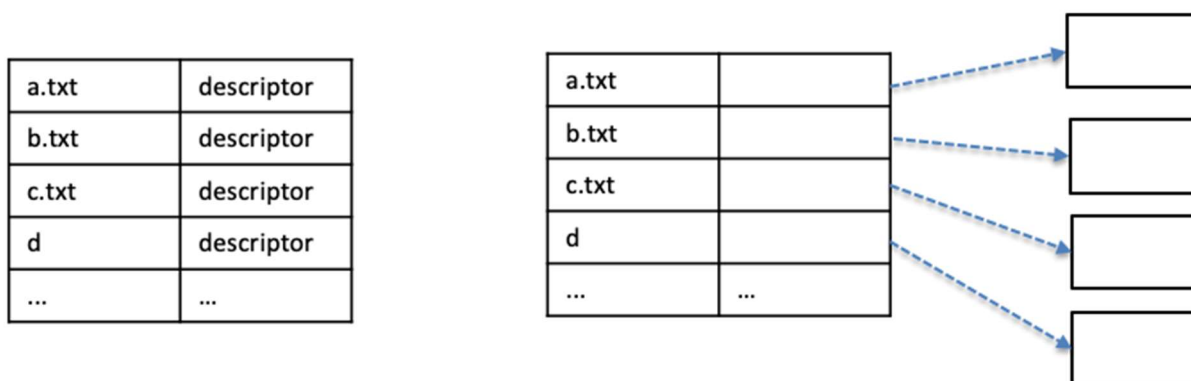 a.txt descriptor
b.txt descriptor
c.txt descriptor
d descriptor
... ...
a.txt
b.txt
c.txt
d
... ...